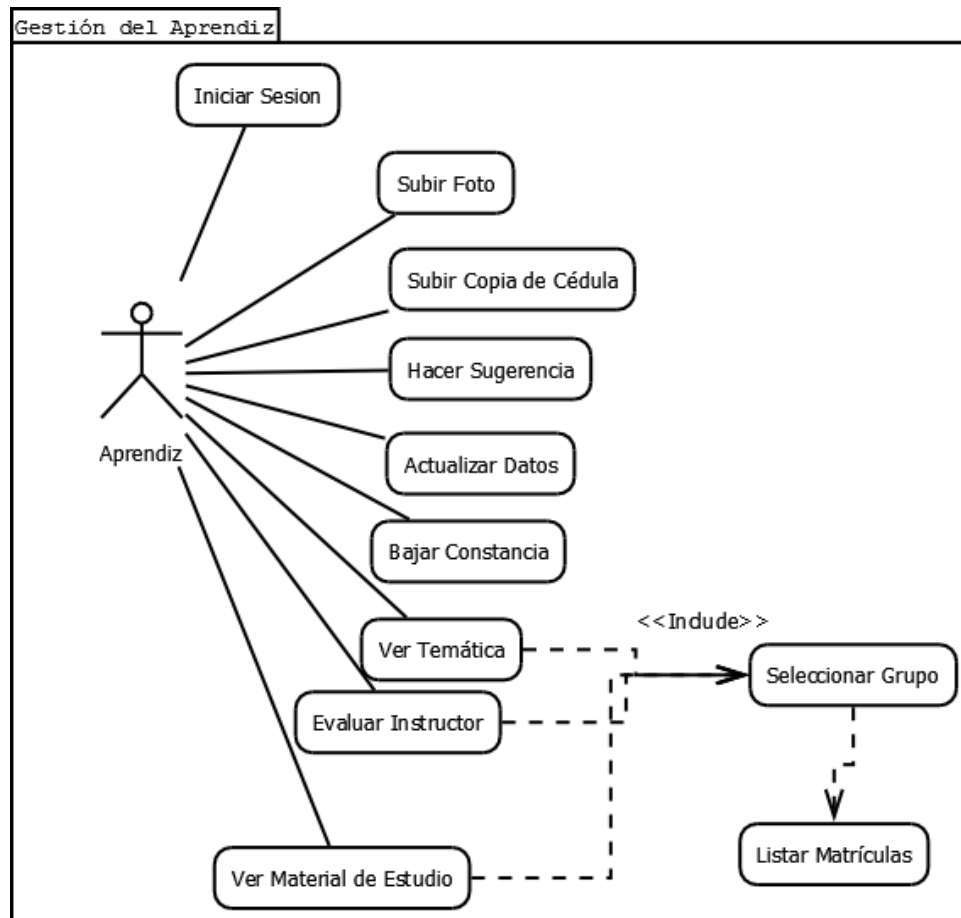 Gestión del Aprendiz
Iniciar Sesion
Subir Foto
Subir Copia de Cédula
Hacer Sugerencia
Aprendiz
Actualizar Datos
Bajar Constancia
<<Include>>
Ver Temática
Seleccionar Grupo
Evaluar Instructor
Listar Matrículas
Ver Material de Estudio